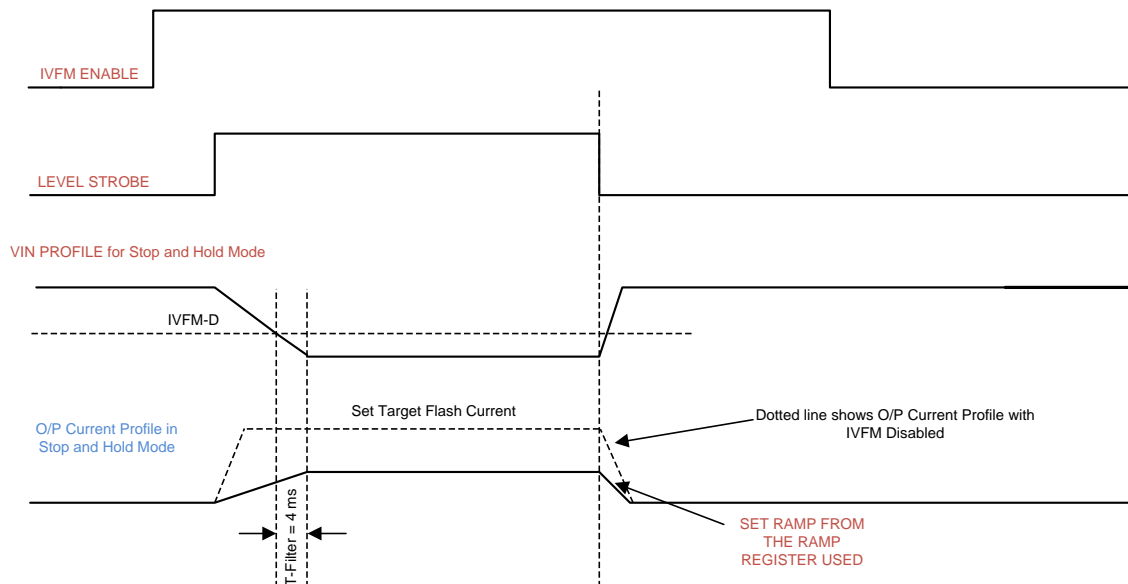 IVFM ENABLE
LEVEL STROBE
VIN PROFILE for Stop and Hold Mode
IVFM-D
Set Target Flash Current
O/P Current Profile in
Stop and Hold Mode
Dotted line shows O/P Current Profile with
IVFM Disabled
T-Filter = 4 ms
SET RAMP FROM
THE RAMP
REGISTER USED